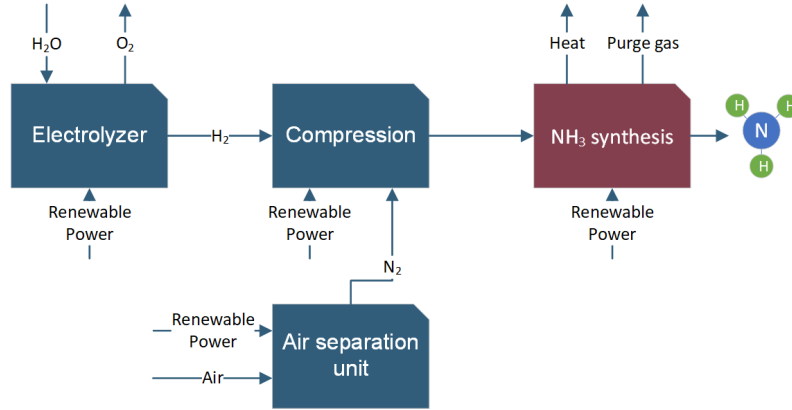 H₂O
O₂
Heat
Purge gas
Electrolyzer
H₂
Compression
NH₃ synthesis
H
H
N
H
Renewable
Power
Renewable
Power
Renewable
Power
N₂
Renewable
Power
Air separation
unit
Air